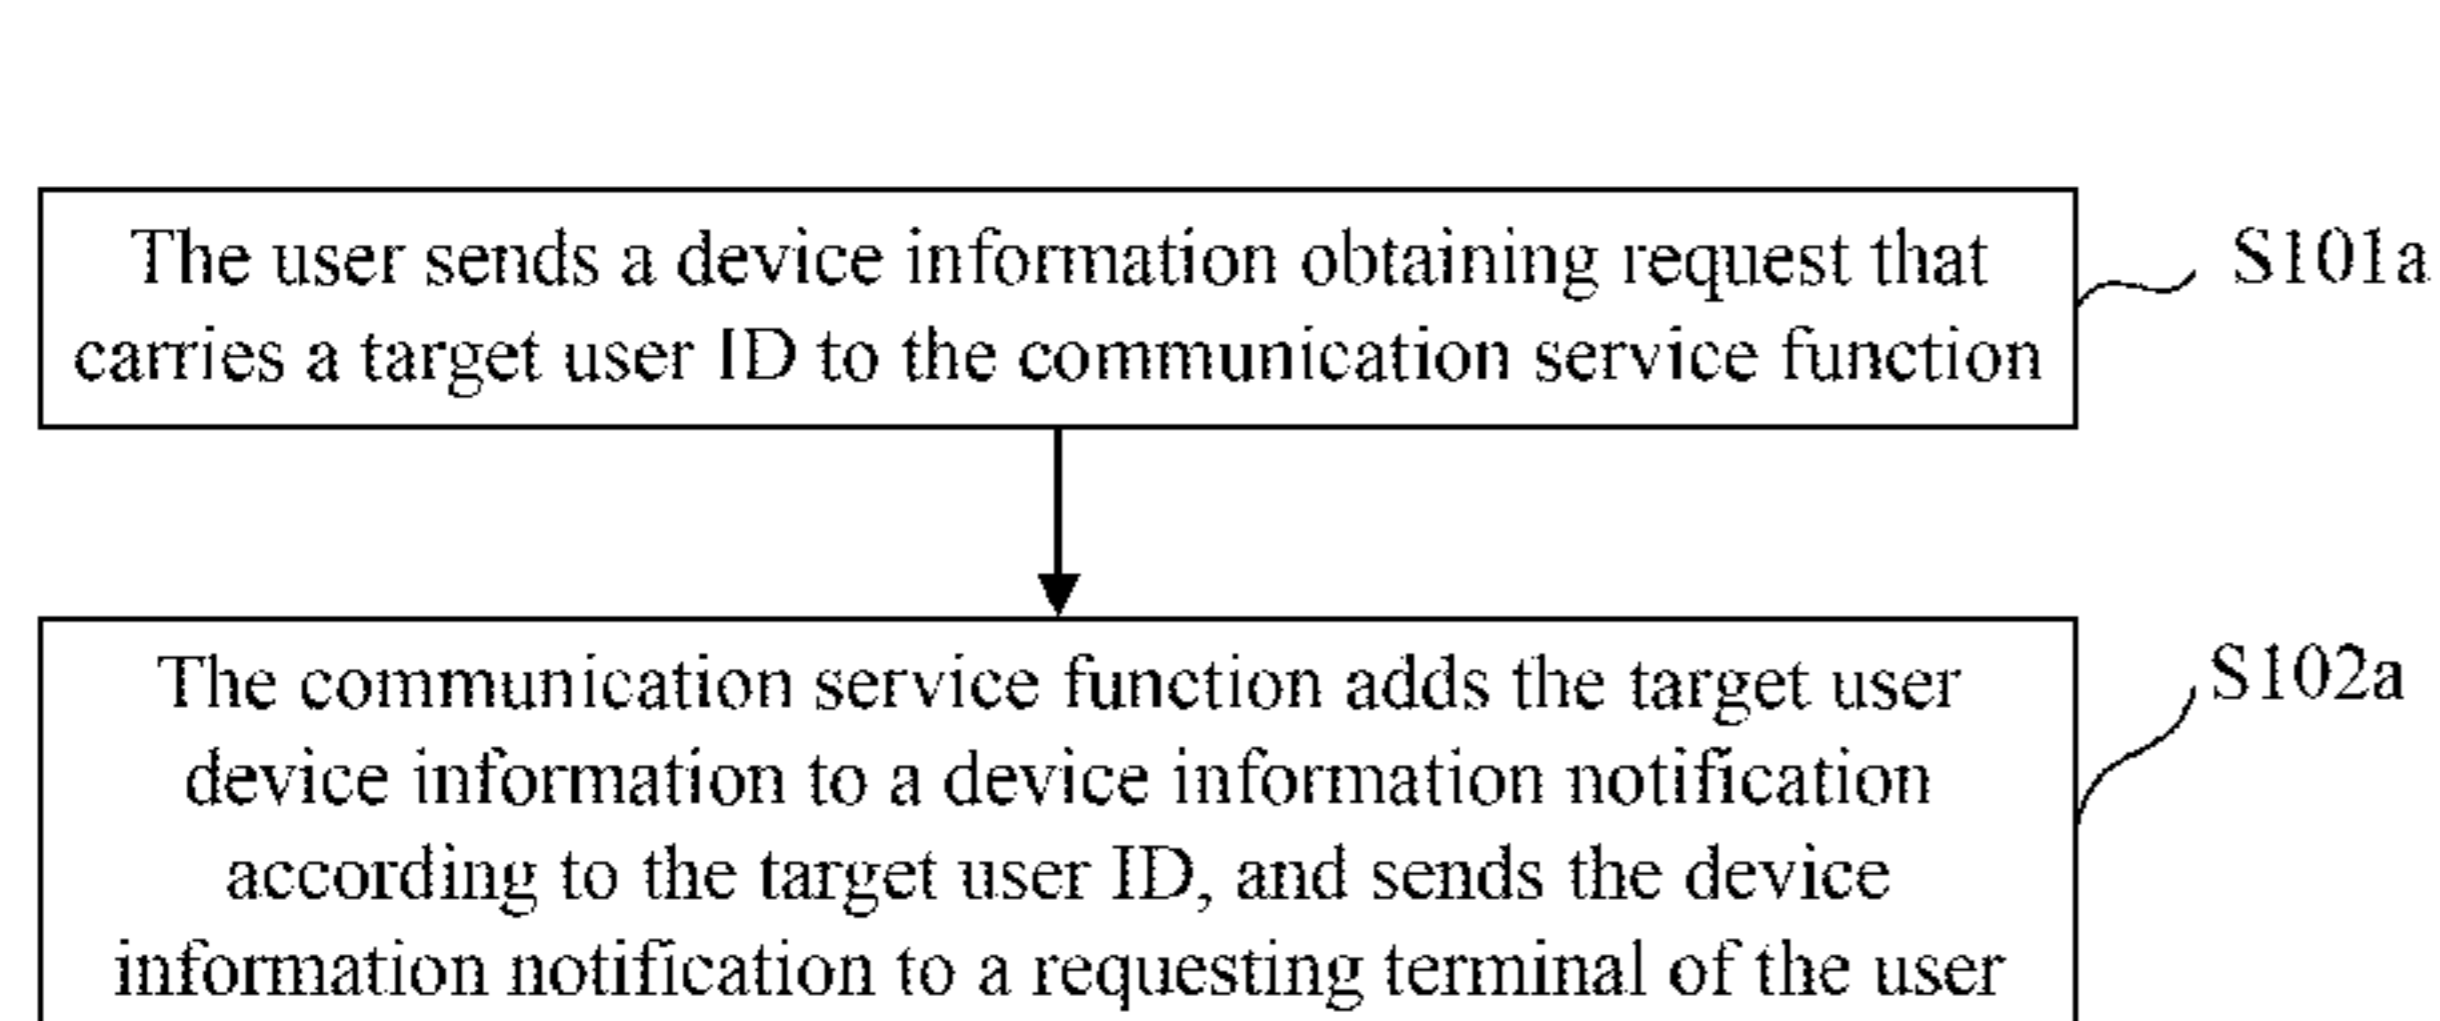 The user sends a device information obtaining request that
carries a target user ID to the communication service function
S101a
The communication service function adds the target user
device information to a device information notification
according to the target user ID, and sends the device
information notification to a requesting terminal of the user
S102a